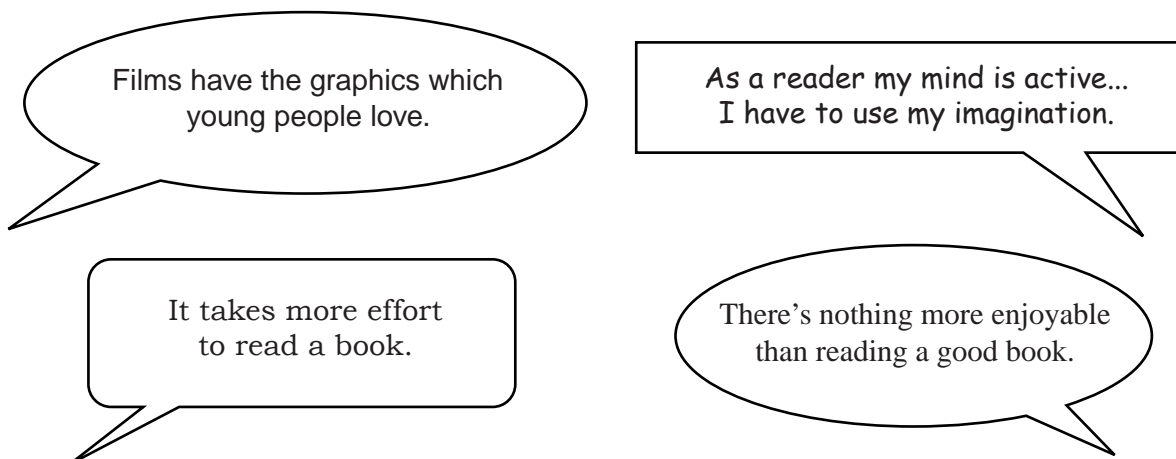 Films have the graphics which
young people love.
As a reader my mind is active...
I have to use my imagination.
It takes more effort
to read a book.
There's nothing more enjoyable
than reading a good book.